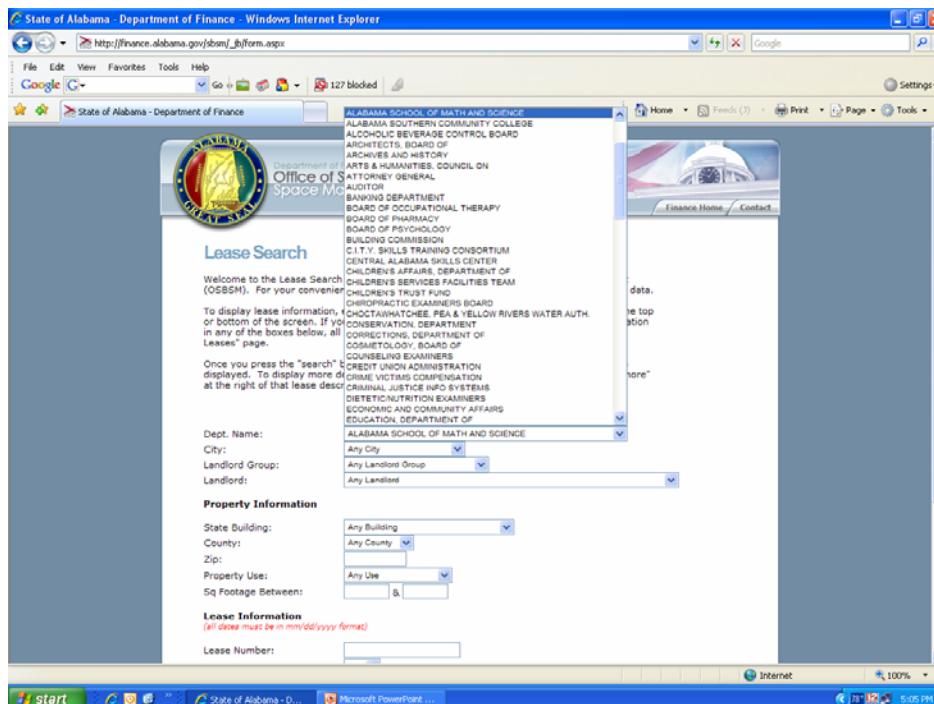 State of Alabama - Department of Finance - Windows Internet Explorer
http://finance.alabama.gov/sbsm/_jb/form.aspx
Google
File Edit View Favorites Tools Help
Google G Go 127 blocked Settings
State of Alabama - Department of Finance Home Feeds (J) Print Page Tools
ALABAMA SCHOOL OF MATH AND SCIENCE
ALABAMA SOUTHERN COMMUNITY COLLEGE
ALCOHOLIC BEVERAGE CONTROL BOARD
ARCHITECTS, BOARD OF
ARCHIVES AND HISTORY
ARTS & HUMANITIES, COUNCIL ON
ATTORNEY GENERAL
AUDITOR
BANKING DEPARTMENT
BOARD OF OCCUPATIONAL THERAPY
BOARD OF PHARMACY
BOARD OF PSYCHOLOGY
BUILDING COMMISSION
C.I.T.Y. SKILLS TRAINING CONSORTIUM
CENTRAL ALABAMA SKILLS CENTER
CHILDREN'S AFFAIRS, DEPARTMENT OF
CHILDREN'S SERVICES FACILITIES TEAM
CHILDREN'S TRUST FUND
CHIROPRACTIC EXAMINERS BOARD
CHOCTAWHATCHEE, PEA & YELLOW RIVERS WATER AUTH.
CONSERVATION, DEPARTMENT
CORRECTIONS, DEPARTMENT OF
COSMETOLOGY, BOARD OF
COUNSELING EXAMINERS
CREDIT UNION ADMINISTRATION
CRIME VICTIMS COMPENSATION
CRIMINAL JUSTICE INFO SYSTEMS
DIETETIC/NUTRITION EXAMINERS
ECONOMIC AND COMMUNITY AFFAIRS
EDUCATION, DEPARTMENT OF
ALABAMA
GREAT SEAL
Department of
Office of S
Space Ma
Finance Home Contact
Lease Search
Welcome to the Lease Search
(OSBSM). For your convenien data.
To display lease information, e top
or bottom of the screen. If yo ation
in any of the boxes below, all
Leases" page.
Once you press the "search" b
displayed. To display more de more"
at the right of that lease descr
Dept. Name: ALABAMA SCHOOL OF MATH AND SCIENCE
City: Any City
Landlord Group: Any Landlord Group
Landlord: Any Landlord
Property Information
State Building: Any Building
County: Any County
Zip:
Property Use: Any Use
Sq Footage Between: &
Lease Information
(all dates must be in mm/dd/yyyy format)
Lease Number:
Internet 100%
start State of Alabama - D... Microsoft PowerPoint ... 78° 5:05 PM